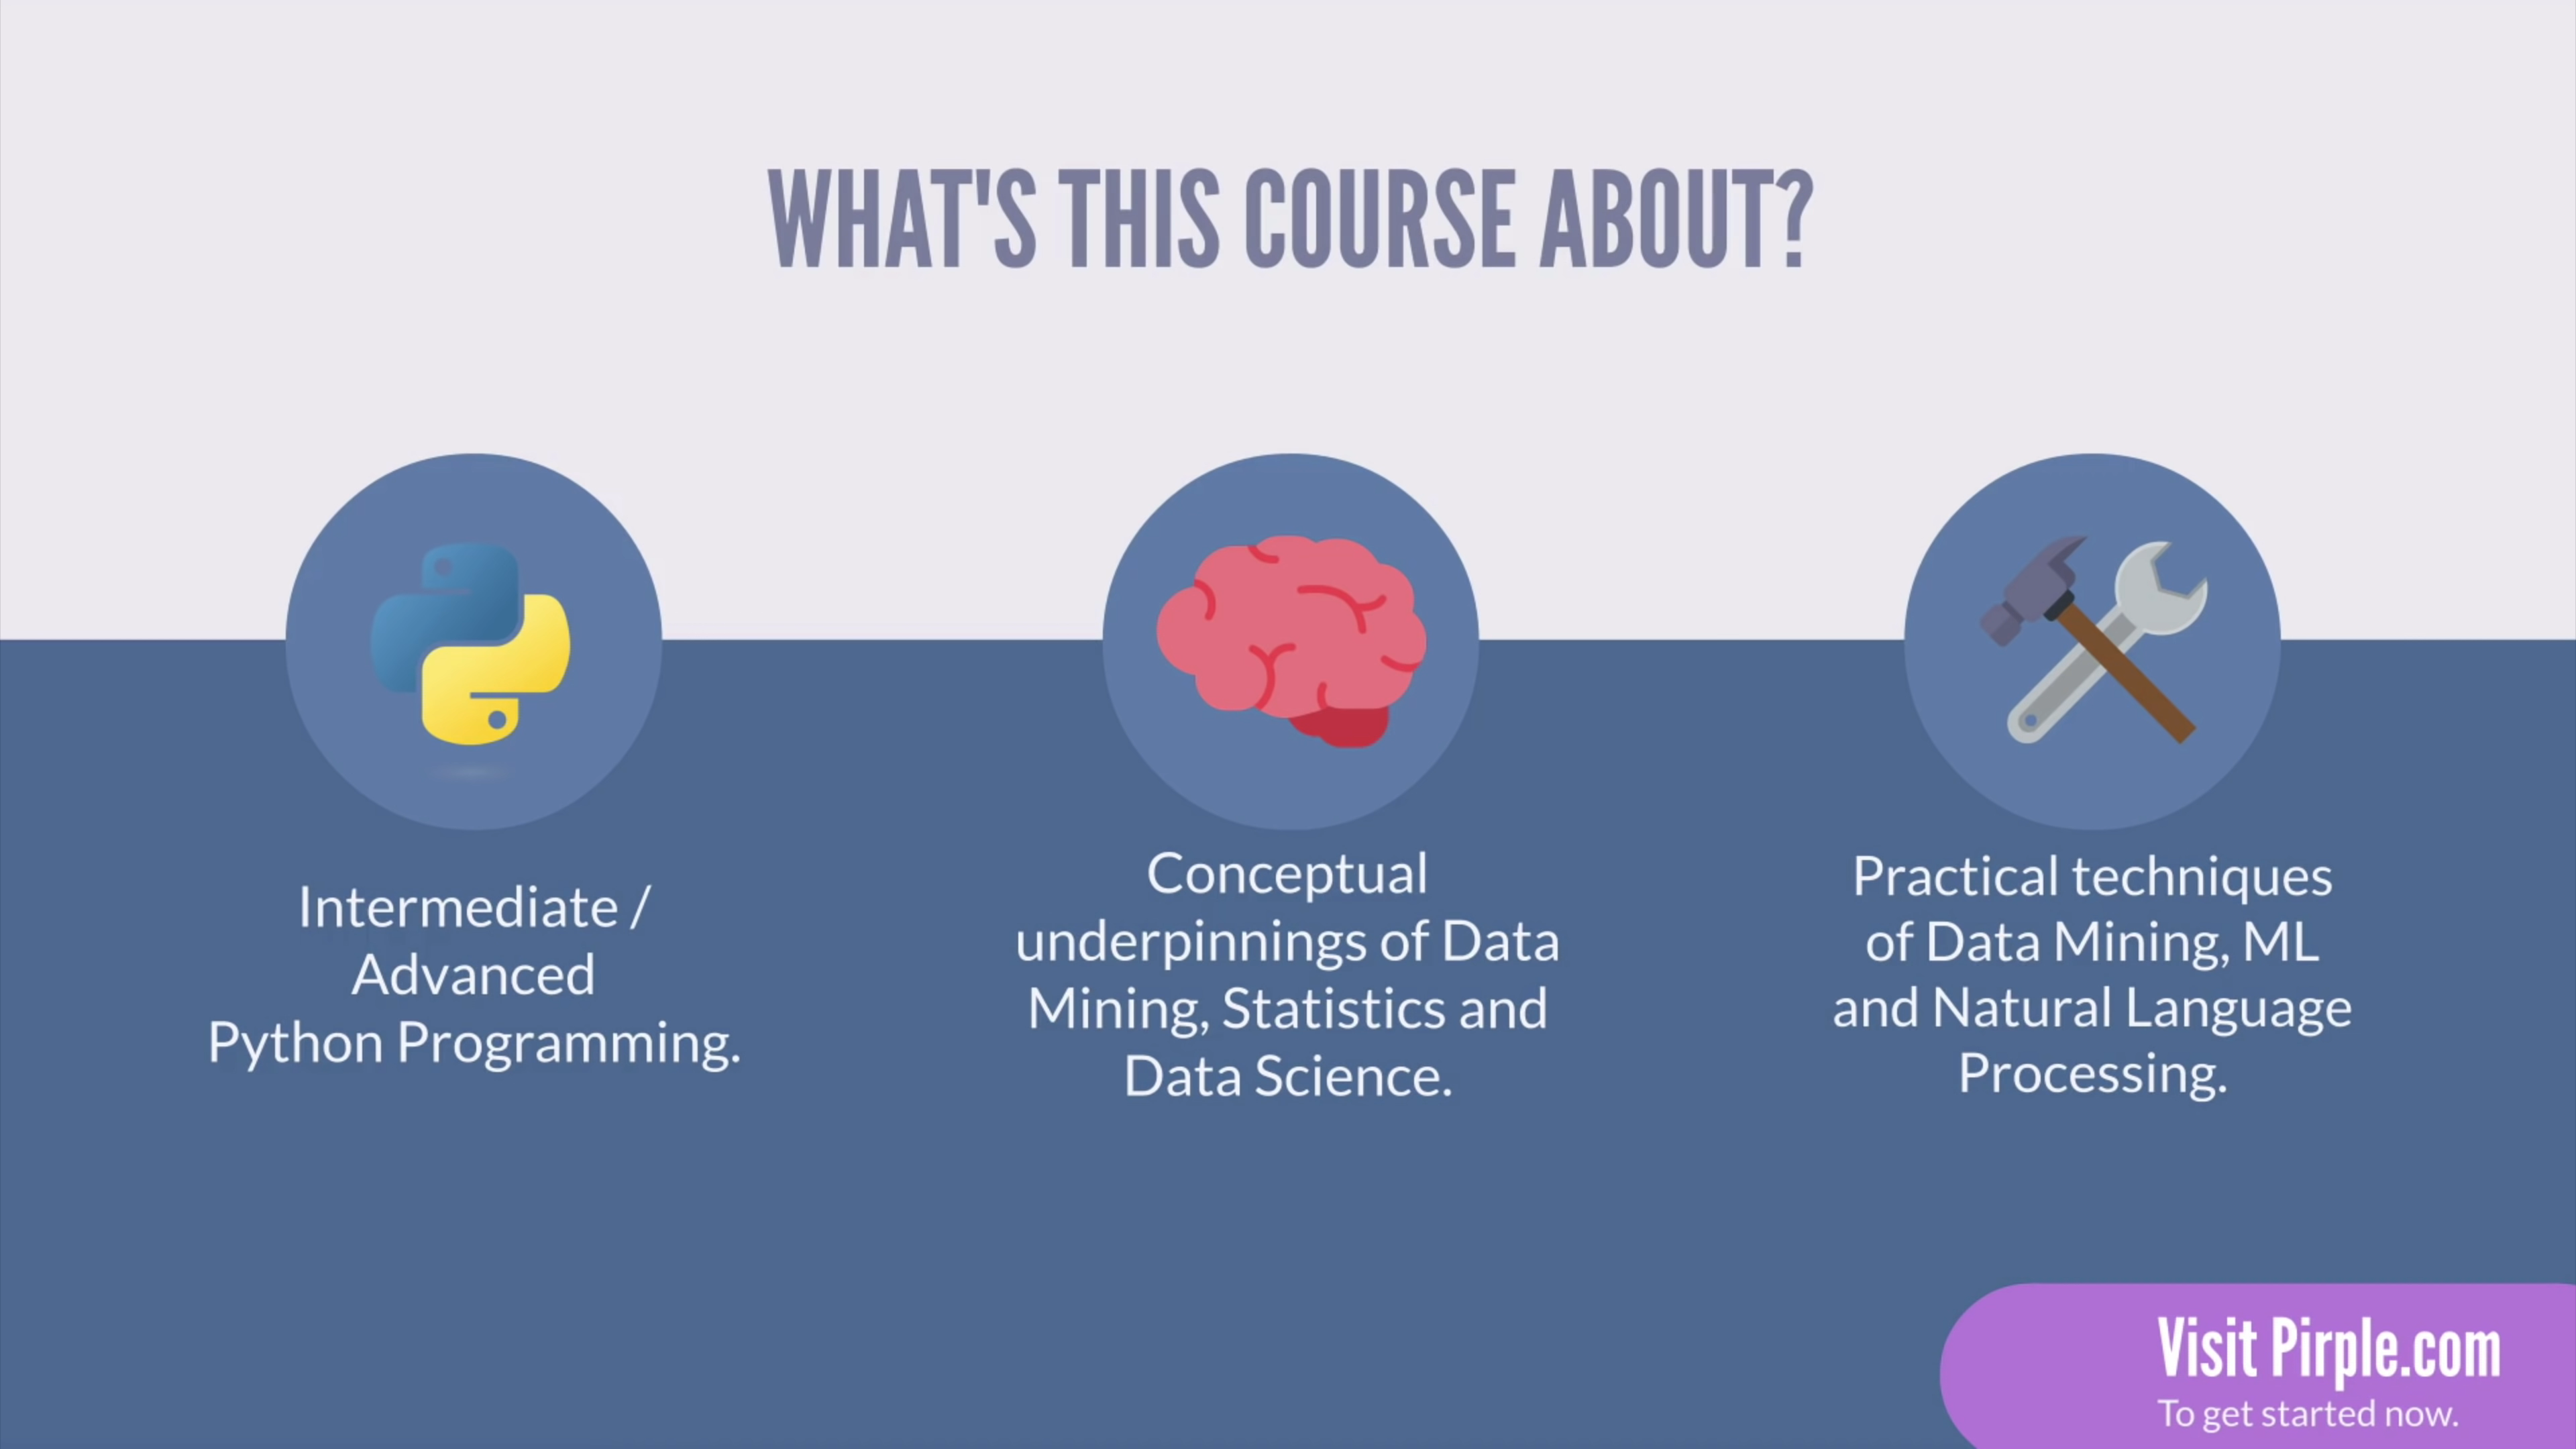 WHAT'S THIS COURSE ABOUT?
Intermediate /
Advanced
Python Programming.
Conceptual
underpinnings of Data
Mining, Statistics and
Data Science.
Practical techniques
of Data Mining, ML
and Natural Language
Processing.
Visit Pirple.com
To get started now.